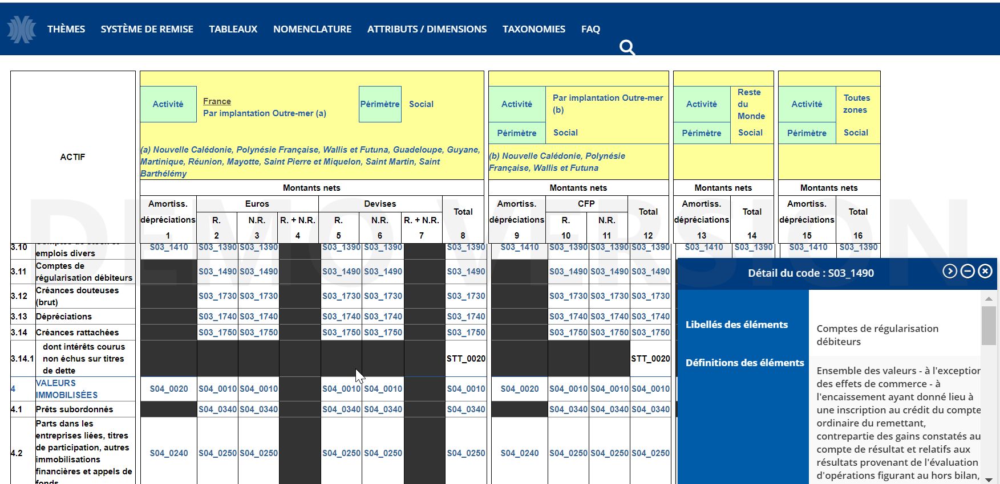 THÈMES SYSTÈME DE REMISE TABLEAUX NOMENCLATURE ATTRIBUTS / DIMENSIONS TAXONOMIES FAQ
ACTIF
Activité
France
Par implantation Outre-mer (a)
Périmètre
Social
(a) Nouvelle Calédonie, Polynésie Française, Wallis et Futuna, Guadeloupe, Guyane,
Martinique, Réunion, Mayotte, Saint Pierre et Miquelon, Saint Martin, Saint
Barthélémy
Activité
Par implantation Outre-mer
(b)
Périmètre
Social
(b) Nouvelle Calédonie, Polynésie
Française, Wallis et Futuna
Activité
Reste
du
Monde
Périmètre
Social
Activité
Toutes
zones
Périmètre
Social
Montants nets Montants nets Montants nets Montants nets
Amortiss. Euros Devises Total Amortiss. CFP Total Amortiss. Total Amortiss. Total
dépréciations R. N.R. R. + N.R. R. N.R. R. + N.R. dépréciations R. N.R. dépréciations dépréciations
1 2 3 4 5 6 7 8 9 10 11 12 13 14 15 16
DEMO VERSION
3.10 emplois divers S03_1410 S03_1390 S03_1390 S03_1390 S03_1390 S03_1390 S03_1410 S03_1390 S03_1390 S03_1390 S03_1410 S03_1390 S03_1410 S03_1390
3.11 Comptes de
régularisation débiteurs S03_1490 S03_1490 S03_1490 S03_1490 S03_1490 S03_1490 S03_1490 S03_1490
3.12 Créances douteuses
(brut) S03_1730 S03_1730 S03_1730 S03_1730 S03_1730 S03_1730 S03_1730 S03_1730
3.13 Dépréciations S03_1740 S03_1740 S03_1740 S03_1740 S03_1740 S03_1740 S03_1740 S03_1740
3.14 Créances rattachées S03_1750 S03_1750 S03_1750 S03_1750 S03_1750 S03_1750 S03_1750 S03_1750
3.14.1 dont intérêts courus
non échus sur titres
de dette STT_0020 STT_0020
4 VALEURS
IMMOBILISÉES S04_0020 S04_0010 S04_0010 S04_0010 S04_0010 S04_0010 S04_0020 S04_0010 S04_0010 S04_0010
4.1 Prêts subordonnés S04_0340 S04_0340 S04_0340 S04_0340 S04_0340 S04_0340 S04_0340 S04_0340
4.2 Parts dans les
entreprises liées, titres
de participation, autres
immobilisations
financières et appels de
fonds S04_0240 S04_0250 S04_0250 S04_0250 S04_0250 S04_0250 S04_0240 S04_0250 S04_0250 S04_0250
Détail du code : S03_1490
Libellés des éléments
Comptes de régularisation
débiteurs
Définitions des éléments
Ensemble des valeurs - à l'exception
des effets de commerce - à
l'encaissement ayant donné lieu à
une inscription au crédit du compte
ordinaire du remettant,
contrepartie des gains constatés au
compte de résultat et relatifs aux
résultats provenant de l'évaluation
d'opérations figurant au hors bilan,